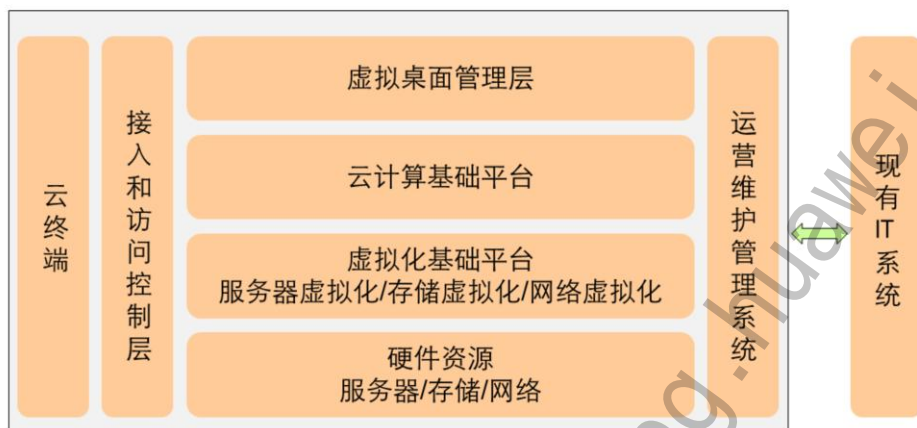 云终端
接入和访问控制层
虚拟桌面管理层
云计算基础平台
虚拟化基础平台
服务器虚拟化/存储虚拟化/网络虚拟化
硬件资源
服务器/存储/网络
运营维护管理系统
现有IT系统
ng.huawei.